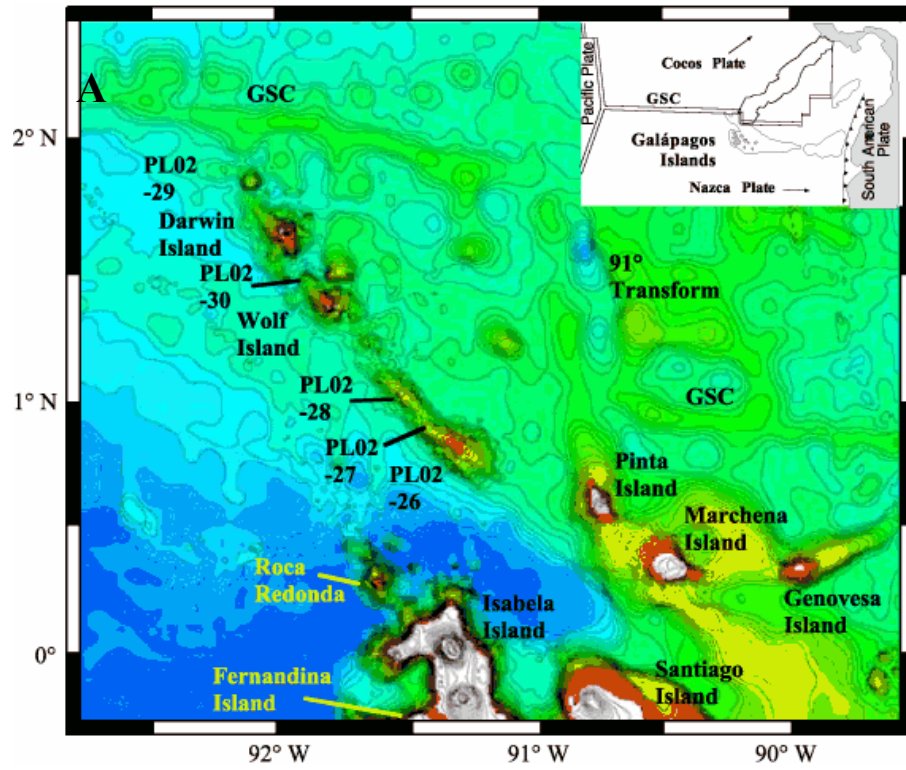 A
GSC
Pacific Plate
Cocos Plate
GSC
Galápagos
Islands
Nazca Plate
South American
Plate
2° N
PL02
-29
Darwin
Island
PL02
-30
Wolf
Island
91°
Transform
1° N
PL02
-28
GSC
PL02
-27
PL02
-26
Pinta
Island
Marchena
Island
Roca
Redonda
Isabela
Island
Genovesa
Island
0°
Fernandina
Island
Santiago
Island
92° W
91° W
90° W